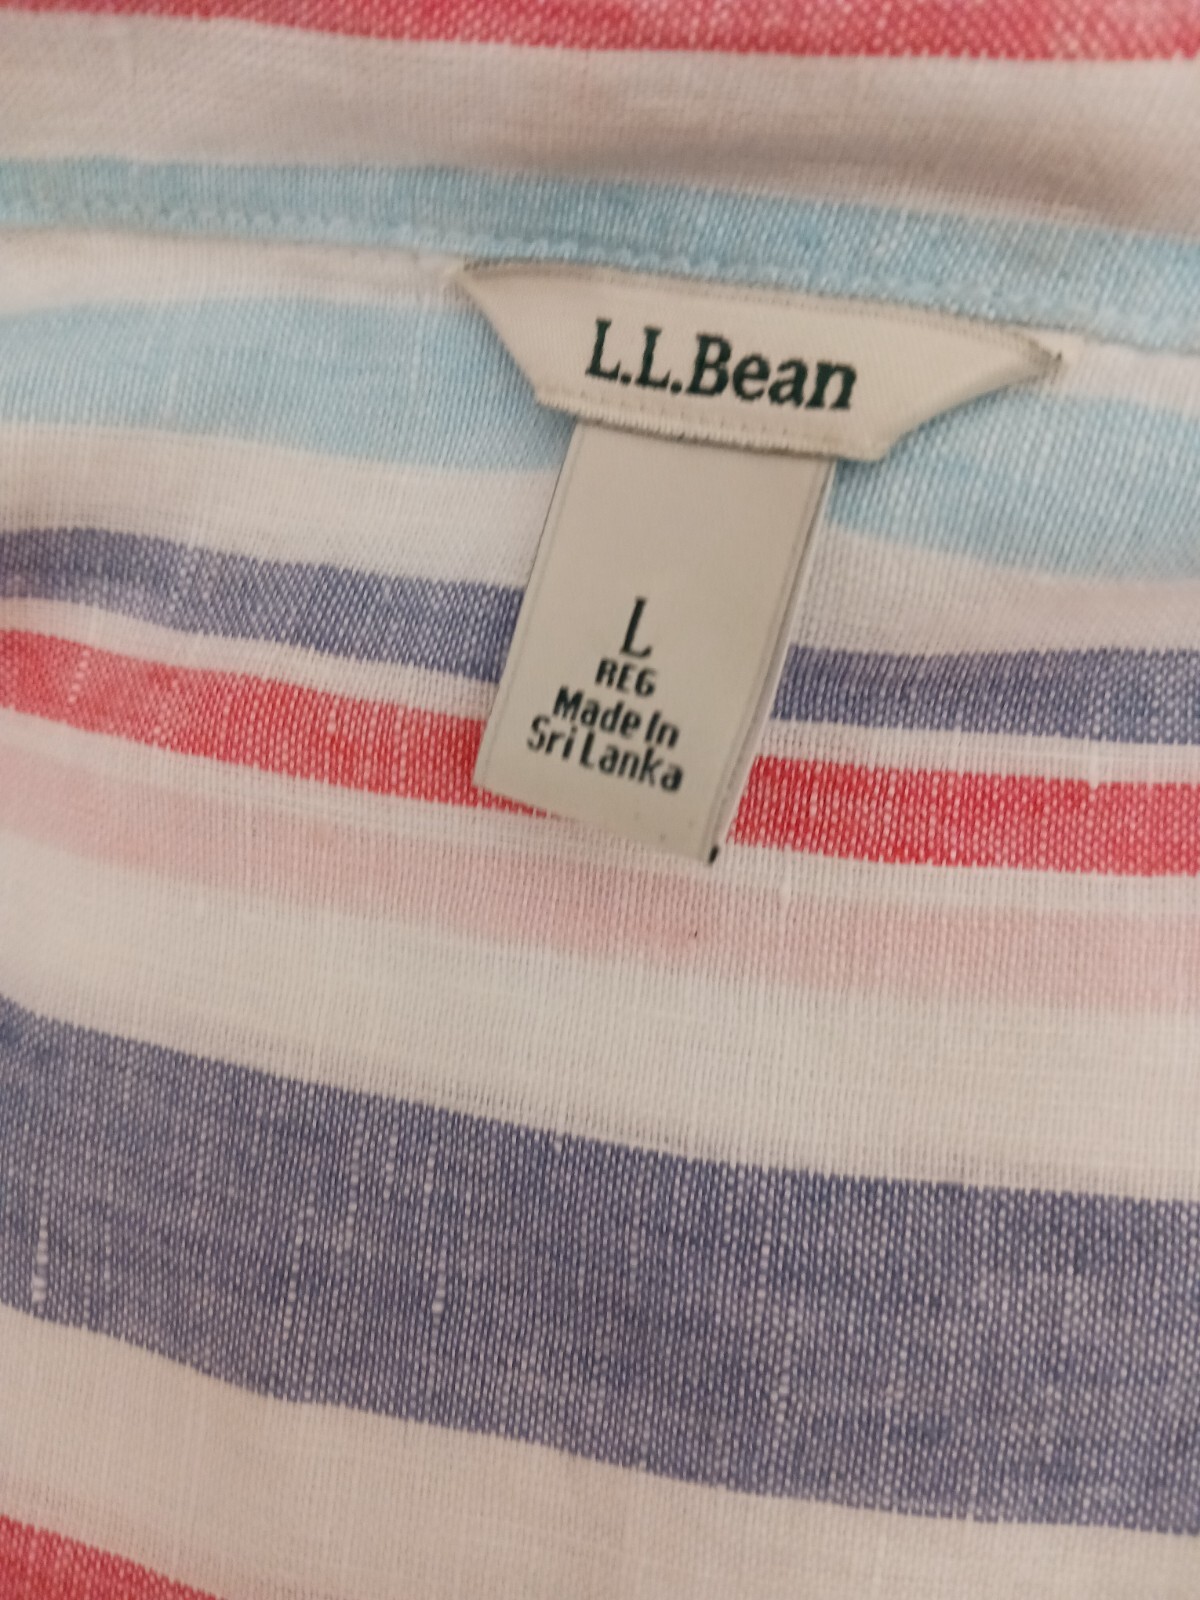 L.L.Bean
L
REG
Made In
Sri Lanka